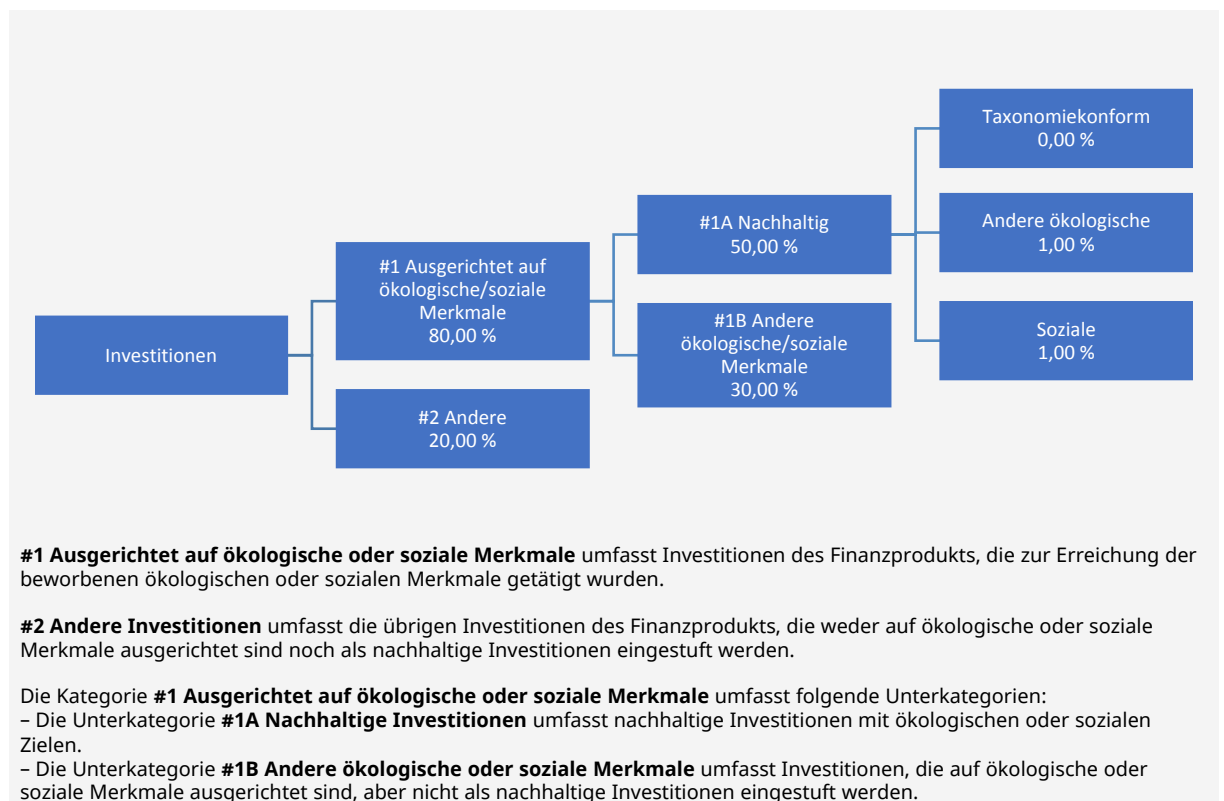 Taxonomiekonform
0,00 %
#1A Nachhaltig
50,00 %
Andere ökologische
1,00 %
#1 Ausgerichtet auf
ökologische/soziale
Merkmale
80,00 %
#1B Andere
ökologische/soziale
Merkmale
30,00 %
Soziale
1,00 %
Investitionen
#2 Andere
20,00 %
#1 Ausgerichtet auf ökologische oder soziale Merkmale umfasst Investitionen des Finanzprodukts, die zur Erreichung der
beworbenen ökologischen oder sozialen Merkmale getätigt wurden.
#2 Andere Investitionen umfasst die übrigen Investitionen des Finanzprodukts, die weder auf ökologische oder soziale
Merkmale ausgerichtet sind noch als nachhaltige Investitionen eingestuft werden.
Die Kategorie #1 Ausgerichtet auf ökologische oder soziale Merkmale umfasst folgende Unterkategorien:
– Die Unterkategorie #1A Nachhaltige Investitionen umfasst nachhaltige Investitionen mit ökologischen oder sozialen
Zielen.
– Die Unterkategorie #1B Andere ökologische oder soziale Merkmale umfasst Investitionen, die auf ökologische oder
soziale Merkmale ausgerichtet sind, aber nicht als nachhaltige Investitionen eingestuft werden.